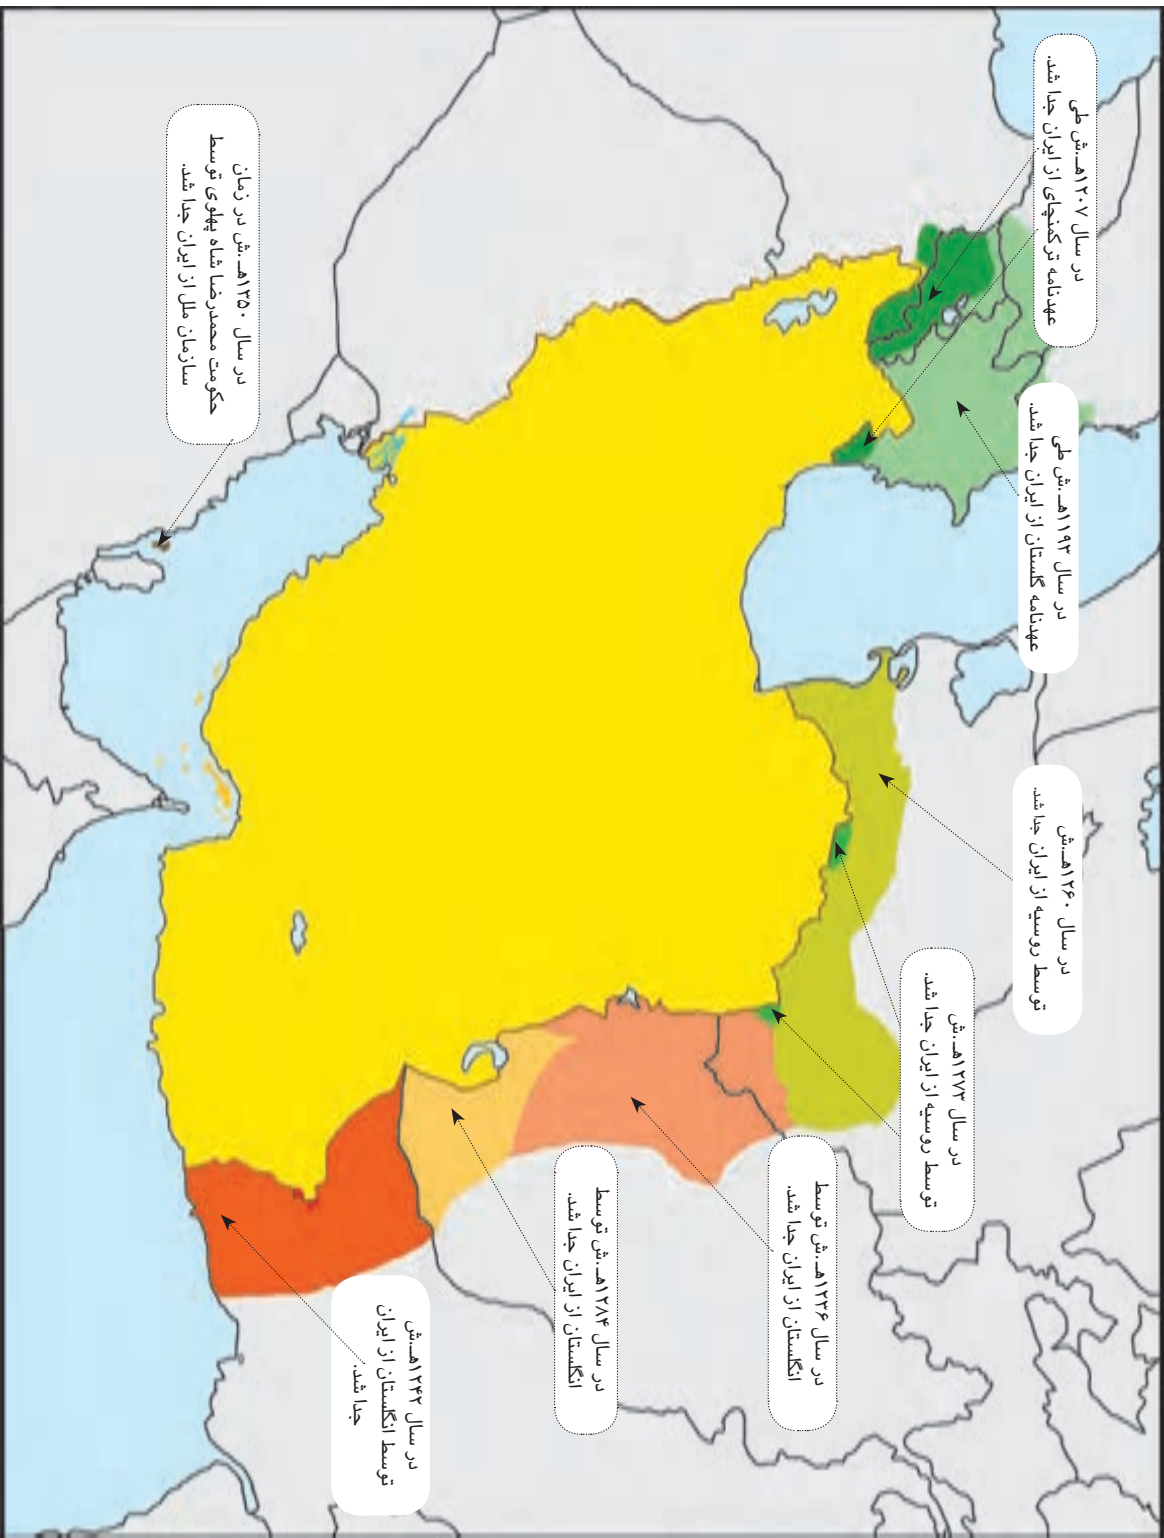 در سال ۱۲۰۷هـ.ش طی
عهدنامه ترکمنچای از ایران جدا شد.
در سال ۱۱۹۳هـ.ش طی
عهدنامه گلستان از ایران جدا شد.
در سال ۱۲۶۰هـ.ش
توسط روسیه از ایران جدا شد.
در سال ۱۲۷۳هـ.ش
توسط روسیه از ایران جدا شد.
در سال ۱۲۳۶هـ.ش توسط
انگلستان از ایران جدا شد.
در سال ۱۲۸۴هـ.ش توسط
انگلستان از ایران جدا شد.
در سال ۱۲۴۲هـ.ش
توسط انگلستان از ایران
جدا شد.
در سال ۱۳۵۰هـ.ش در زمان
حکومت محمدرضا شاه پهلوی توسط
سازمان ملل از ایران جدا شد.